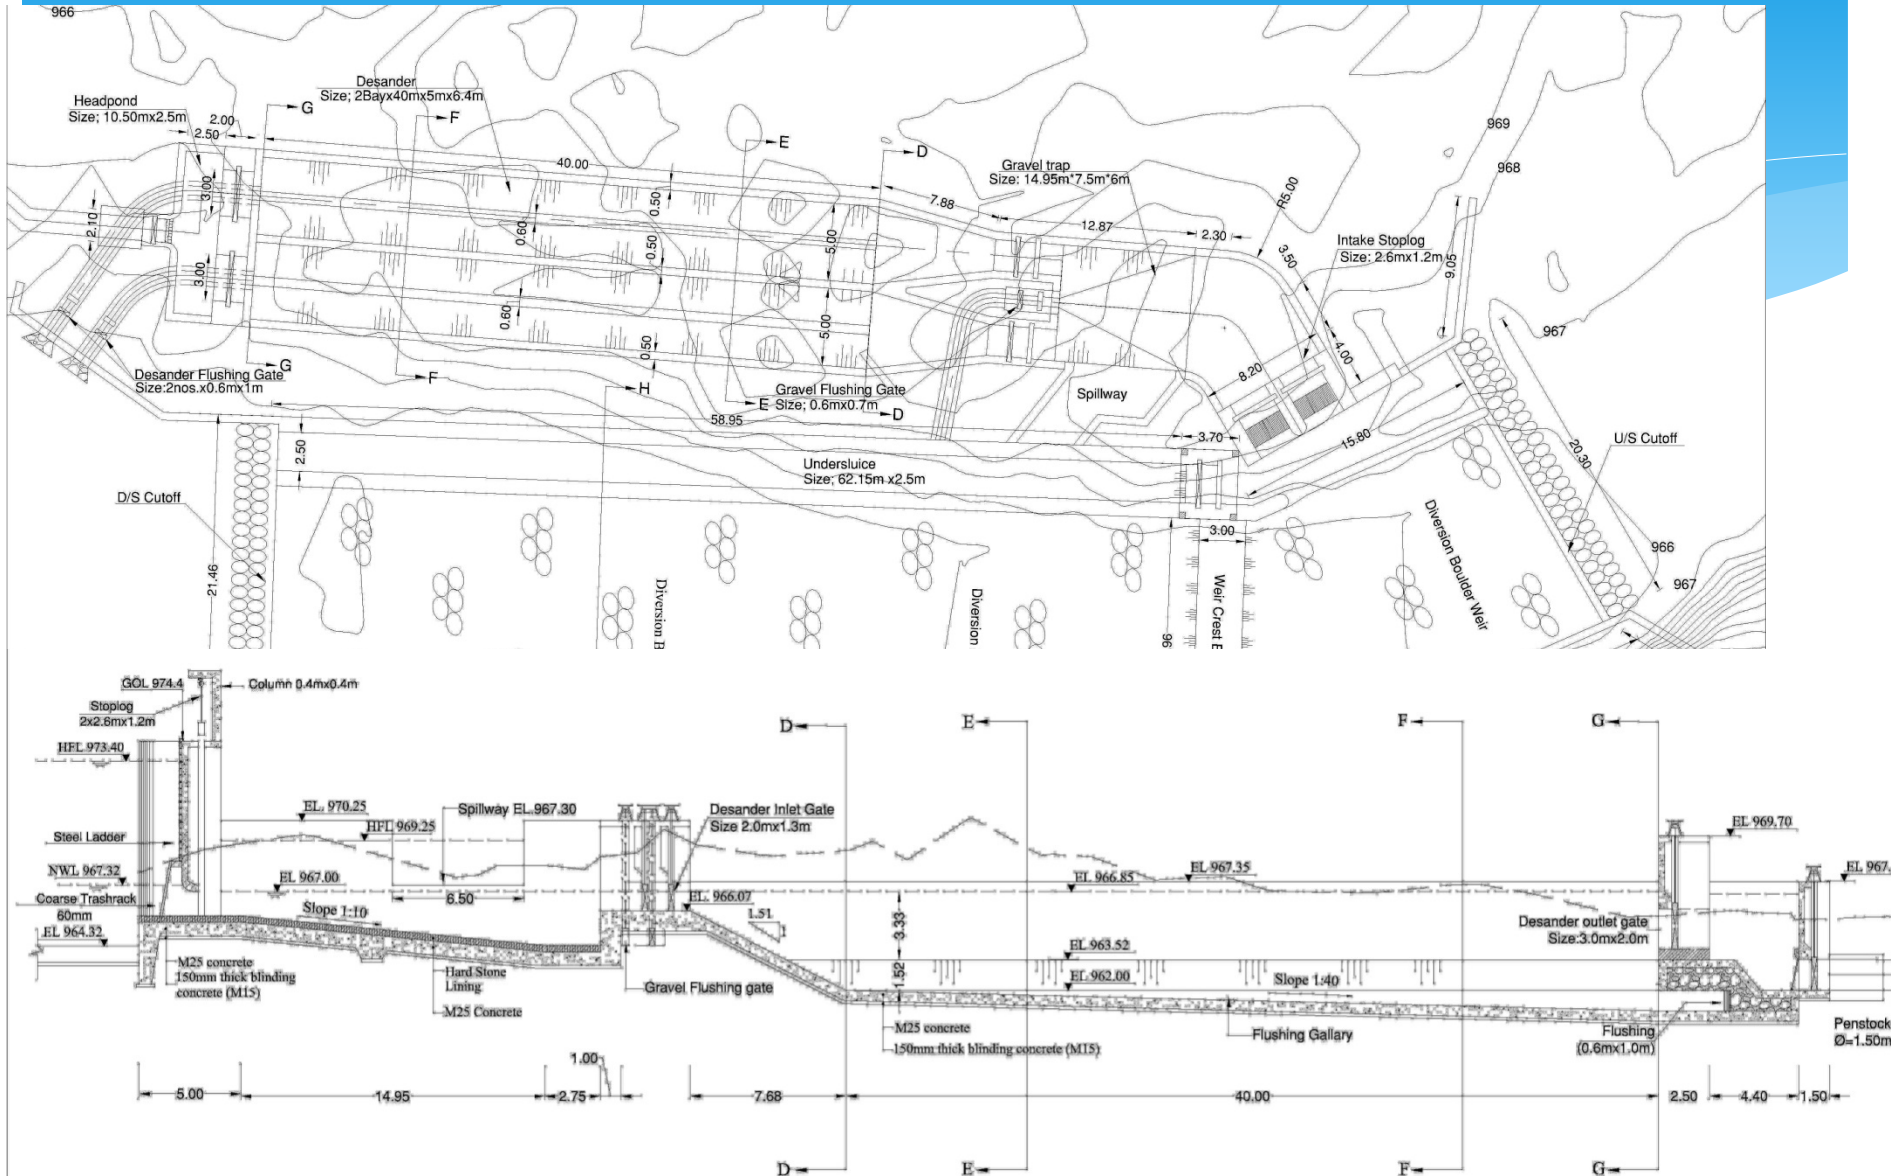 966
Headpond
Size; 10.50mx2.5m
2.50
2.00
Desander
Size; 2Bayx40mx5mx6.4m
G
F
E
D
40.00
7.88
Gravel trap
Size: 14.95m*7.5m*6m
12.87
2.30
R5.00
3.50
Intake Stoplog
Size: 2.6mx1.2m
969
968
9.05
967
2.10
3.00
3.00
0.50
0.60
0.50
5.00
0.60
5.00
0.50
4.00
8.20
Desander Flushing Gate
Size:2nos.x0.6mx1m
G
F
H
Gravel Flushing Gate
Size; 0.6mx0.7m
E
D
Spillway
58.95
3.70
15.80
20.30
U/S Cutoff
2.50
Undersluice
Size; 62.15m x2.5m
D/S Cutoff
21.46
3.00
Diversion B
Diversion
Weir Crest E
96
Diversion Boulder Weir
966
967
GOL 974.4
Column 0.4mx0.4m
Stoplog
2x2.6mx1.2m
HFL 973.40
Steel Ladder
NWL 967.32
Coarse Trashrack
60mm
EL 964.32
EL. 970.25
HFL 969.25
Spillway EL.967.30
EL 967.00
6.50
Slope 1:10
Desander Inlet Gate
Size 2.0mx1.3m
EL. 966.07
1.51
1
D
E
F
G
EL 966.85
EL 967.35
3.33
EL 963.52
1.52
EL 962.00
Slope 1:40
EL 969.70
EL 967.
Desander outlet gate
Size:3.0mx2.0m
M25 concrete
150mm thick blinding
concrete (M15)
Hard Stone
Lining
M25 Concrete
Gravel Flushing gate
M25 concrete
150mm thick blinding concrete (M15)
Flushing Gallary
Flushing
(0.6mx1.0m)
Penstock
Ø=1.50m
1.00
5.00
14.95
2.75
7.68
40.00
2.50
4.40
1.50
D
E
F
G